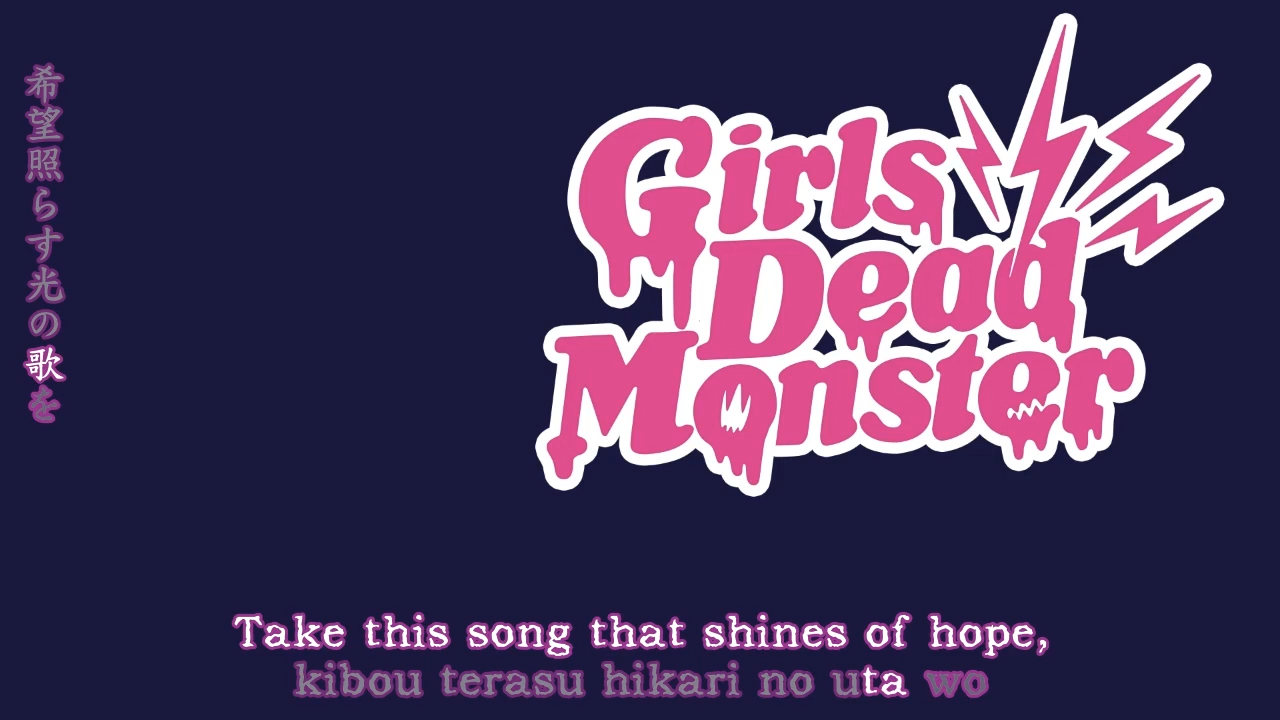 希望照らす光の歌を
Girls
Dead
Monster
Take this song that shines of hope,
kibou terasu hikari no uta wo